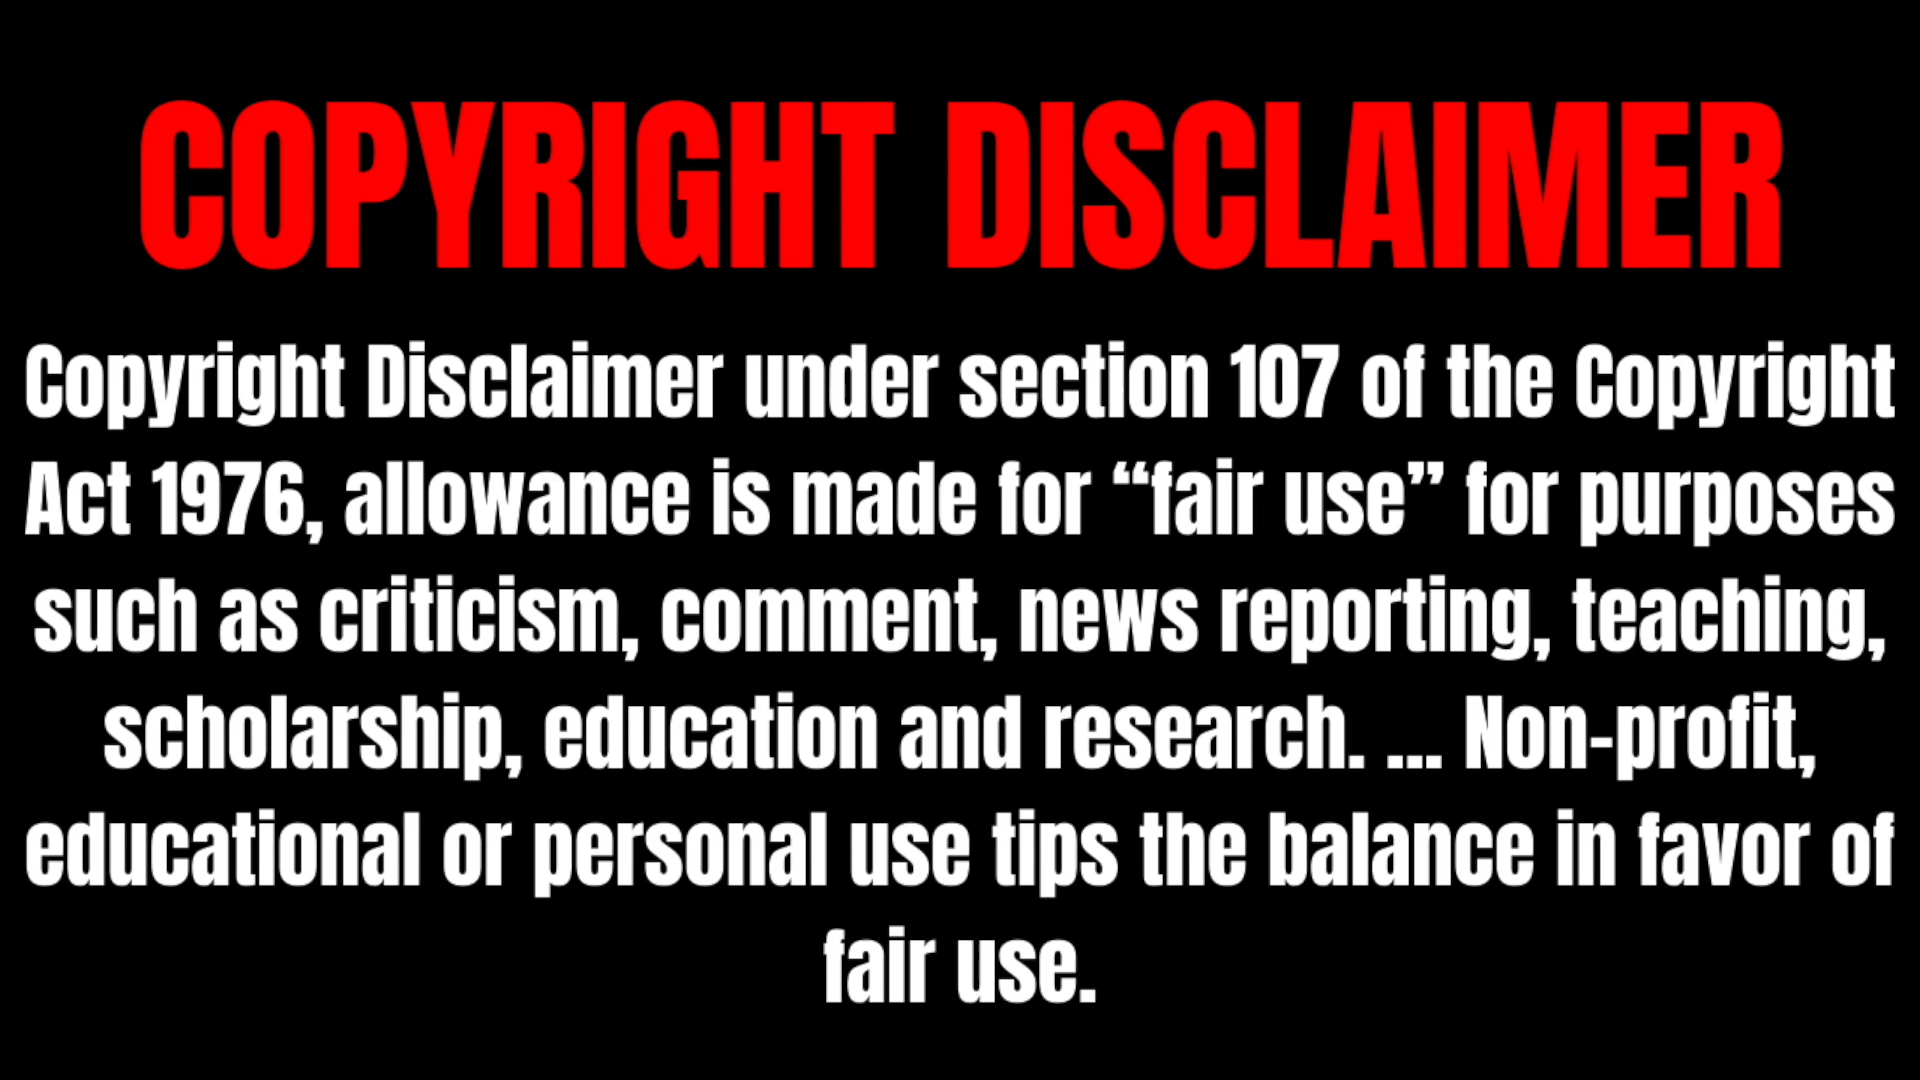 COPYRIGHT DISCLAIMER
Copyright Disclaimer under section 107 of the Copyright
Act 1976, allowance is made for “fair use” for purposes
such as criticism, comment, news reporting, teaching,
scholarship, education and research. ... Non-profit,
educational or personal use tips the balance in favor of
fair use.